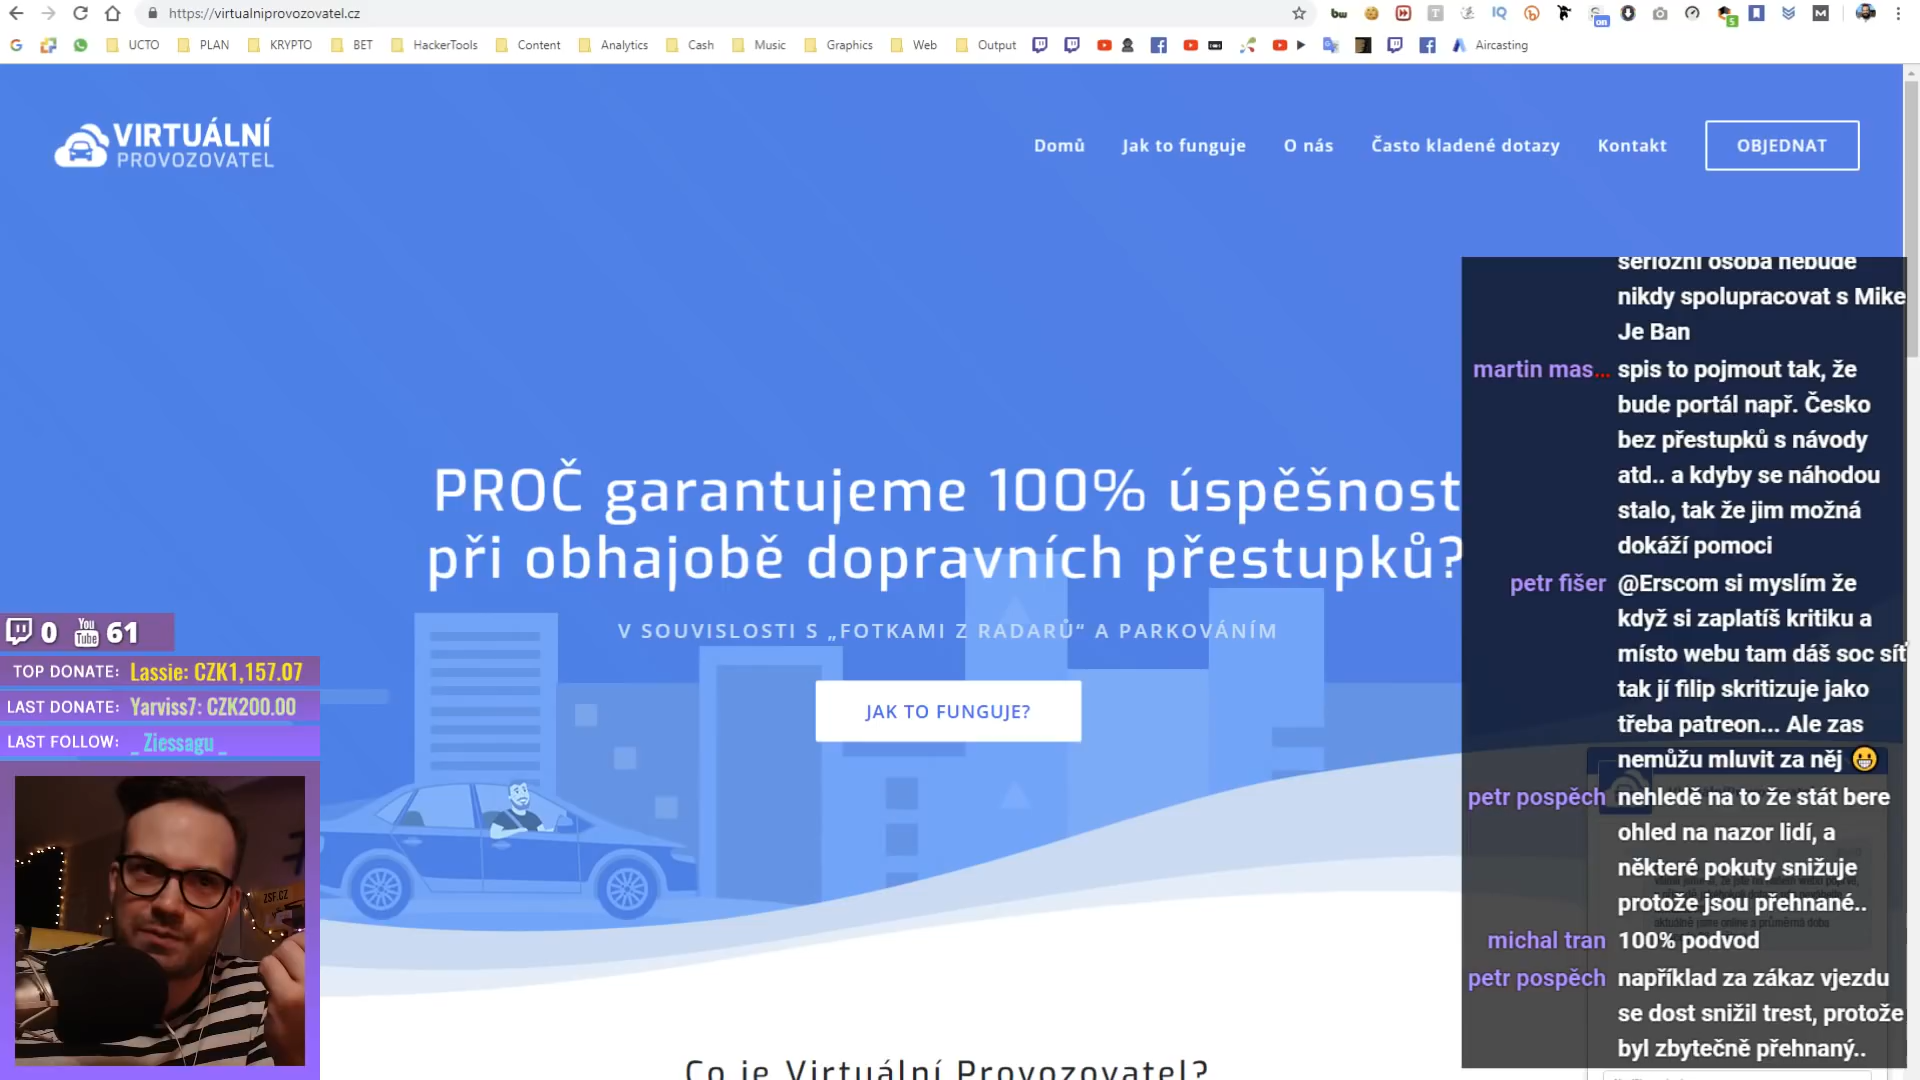 https://virtualniprovozovatel.cz
UCTO
PLAN
KRYPTO
BET
HackerTools
Content
Analytics
Cash
Music
Graphics
Web
Output
Aircasting
VIRTUÁLNÍ
PROVOZOVATEL
Domů
Jak to funguje
O nás
Často kladené dotazy
Kontakt
OBJEDNAT
PROČ garantujeme 100% úspěšnost
při obhajobě dopravních přestupků?
V SOUVISLOSTI S „FOTKAMI Z RADARŮ“ A PARKOVÁNÍM
JAK TO FUNGUJE?
Co je Virtuální Provozovatel?
0 You Tube 61
TOP DONATE: Lassie: CZK1,157.07
LAST DONATE: Yarviss7: CZK200.00
LAST FOLLOW: _ Ziessagu _
ZSF.CZ
seriózní osoba nebude
nikdy spolupracovat s Mike
Je Ban
martin mas... spis to pojmout tak, že
bude portál např. Česko
bez přestupků s návody
atd.. a kdyby se náhodou
stalo, tak že jim možná
dokáží pomoci
petr fišer @Erscom si myslím že
když si zaplatíš kritiku a
místo webu tam dáš soc síť
tak jí filip skritizuje jako
třeba patreon... Ale zas
nemůžu mluvit za něj
petr pospěch nehledě na to že stát bere
ohled na nazor lidí, a
některé pokuty snižuje
protože jsou přehnané..
michal tran 100% podvod
petr pospěch například za zákaz vjezdu
se dost snížil trest, protože
byl zbytečně přehnaný..